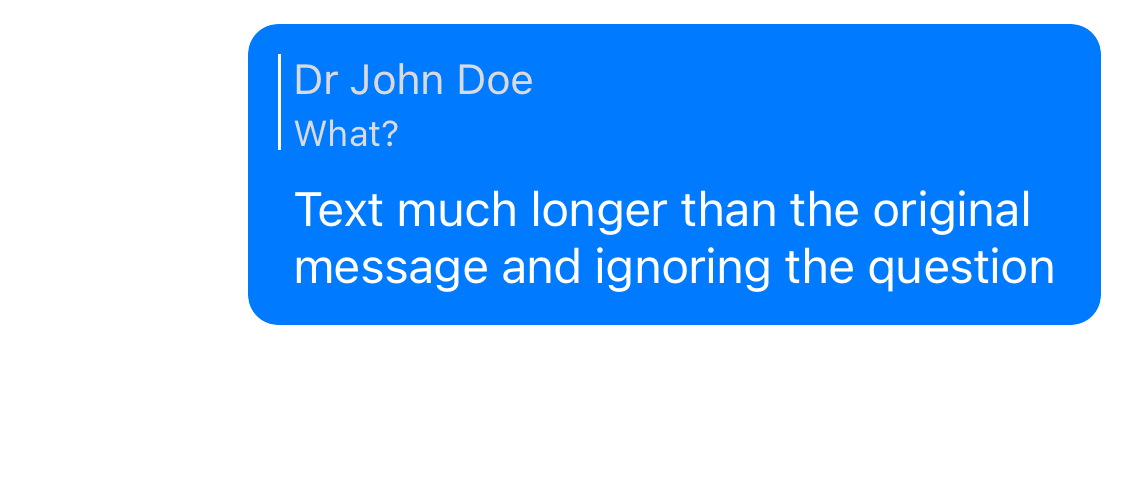 Dr John Doe
What?
Text much longer than the original
message and ignoring the question